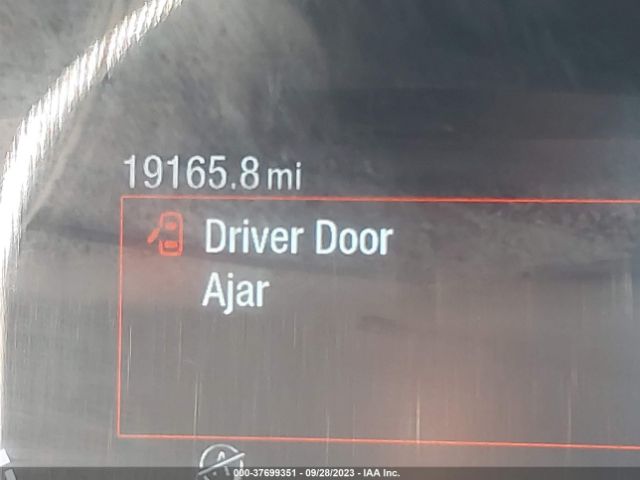 19165.8 mi
Driver Door
Ajar
A
000-37699351 - 09/28/2023 - IAA Inc.